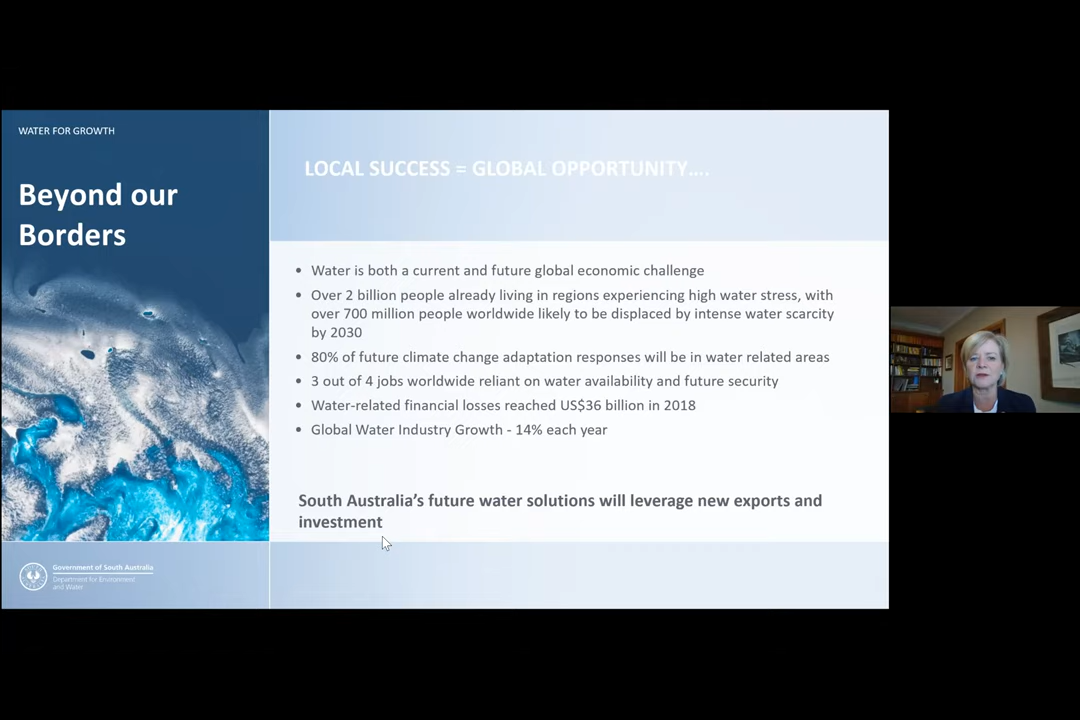 WATER FOR GROWTH
Beyond our
Borders
LOCAL SUCCESS = GLOBAL OPPORTUNITY....
• Water is both a current and future global economic challenge
• Over 2 billion people already living in regions experiencing high water stress, with
over 700 million people worldwide likely to be displaced by intense water scarcity
by 2030
• 80% of future climate change adaptation responses will be in water related areas
• 3 out of 4 jobs worldwide reliant on water availability and future security
• Water-related financial losses reached US$36 billion in 2018
• Global Water Industry Growth - 14% each year
South Australia’s future water solutions will leverage new exports and
investment
Government of South Australia
Department for Environment
and Water